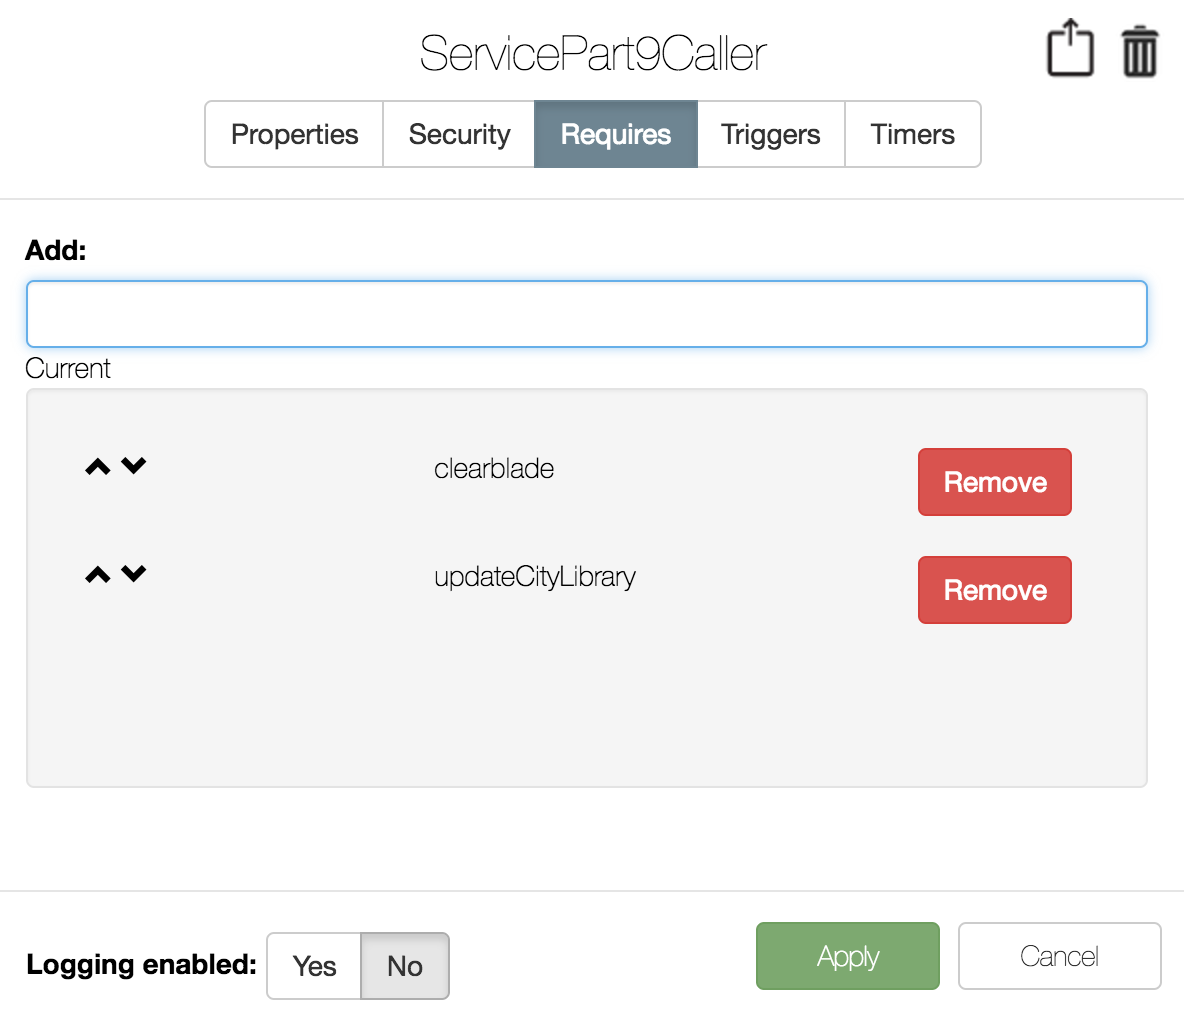 ServicePart9Caller
Properties Security Requires Triggers Timers
Add:
Current
clearblade Remove
updateCityLibrary Remove
Logging enabled: Yes No Apply Cancel